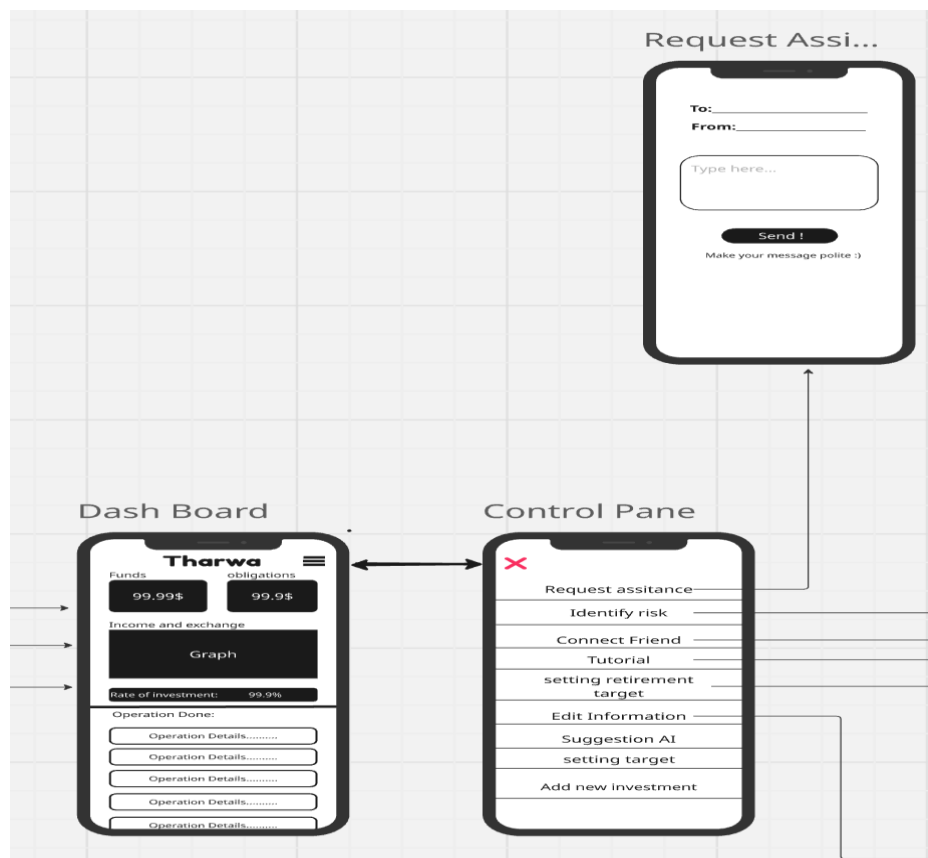 Request Assi...
To:
From:
Type here...
Send !
Make your message polite :)
Dash Board
Tharwa
Funds
obligations
99.99$
99.9$
Income and exchange
Graph
Rate of investment: 99.9%
Operation Done:
Operation Details.........
Operation Details.........
Operation Details.........
Operation Details.........
Operation Details.........
Control Pane
Request assitance
Identify risk
Connect Friend
Tutorial
setting retirement
target
Edit Information
Suggestion AI
setting target
Add new investment